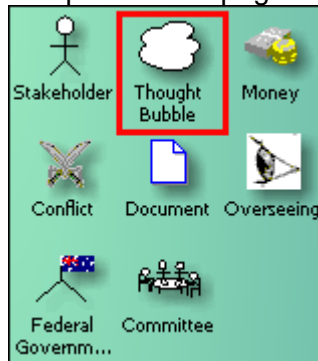 Stakeholder
Thought
Bubble
Money
Conflict
Document
Overseeing
Federal
Governm...
Committee